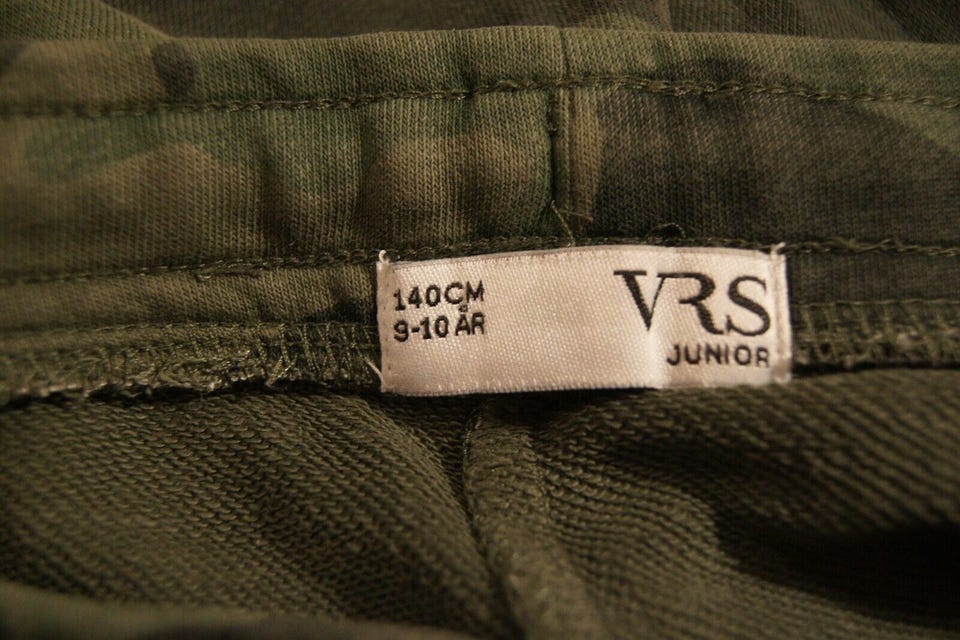 140CM
9-10 ÅR
VRS
JUNIOR